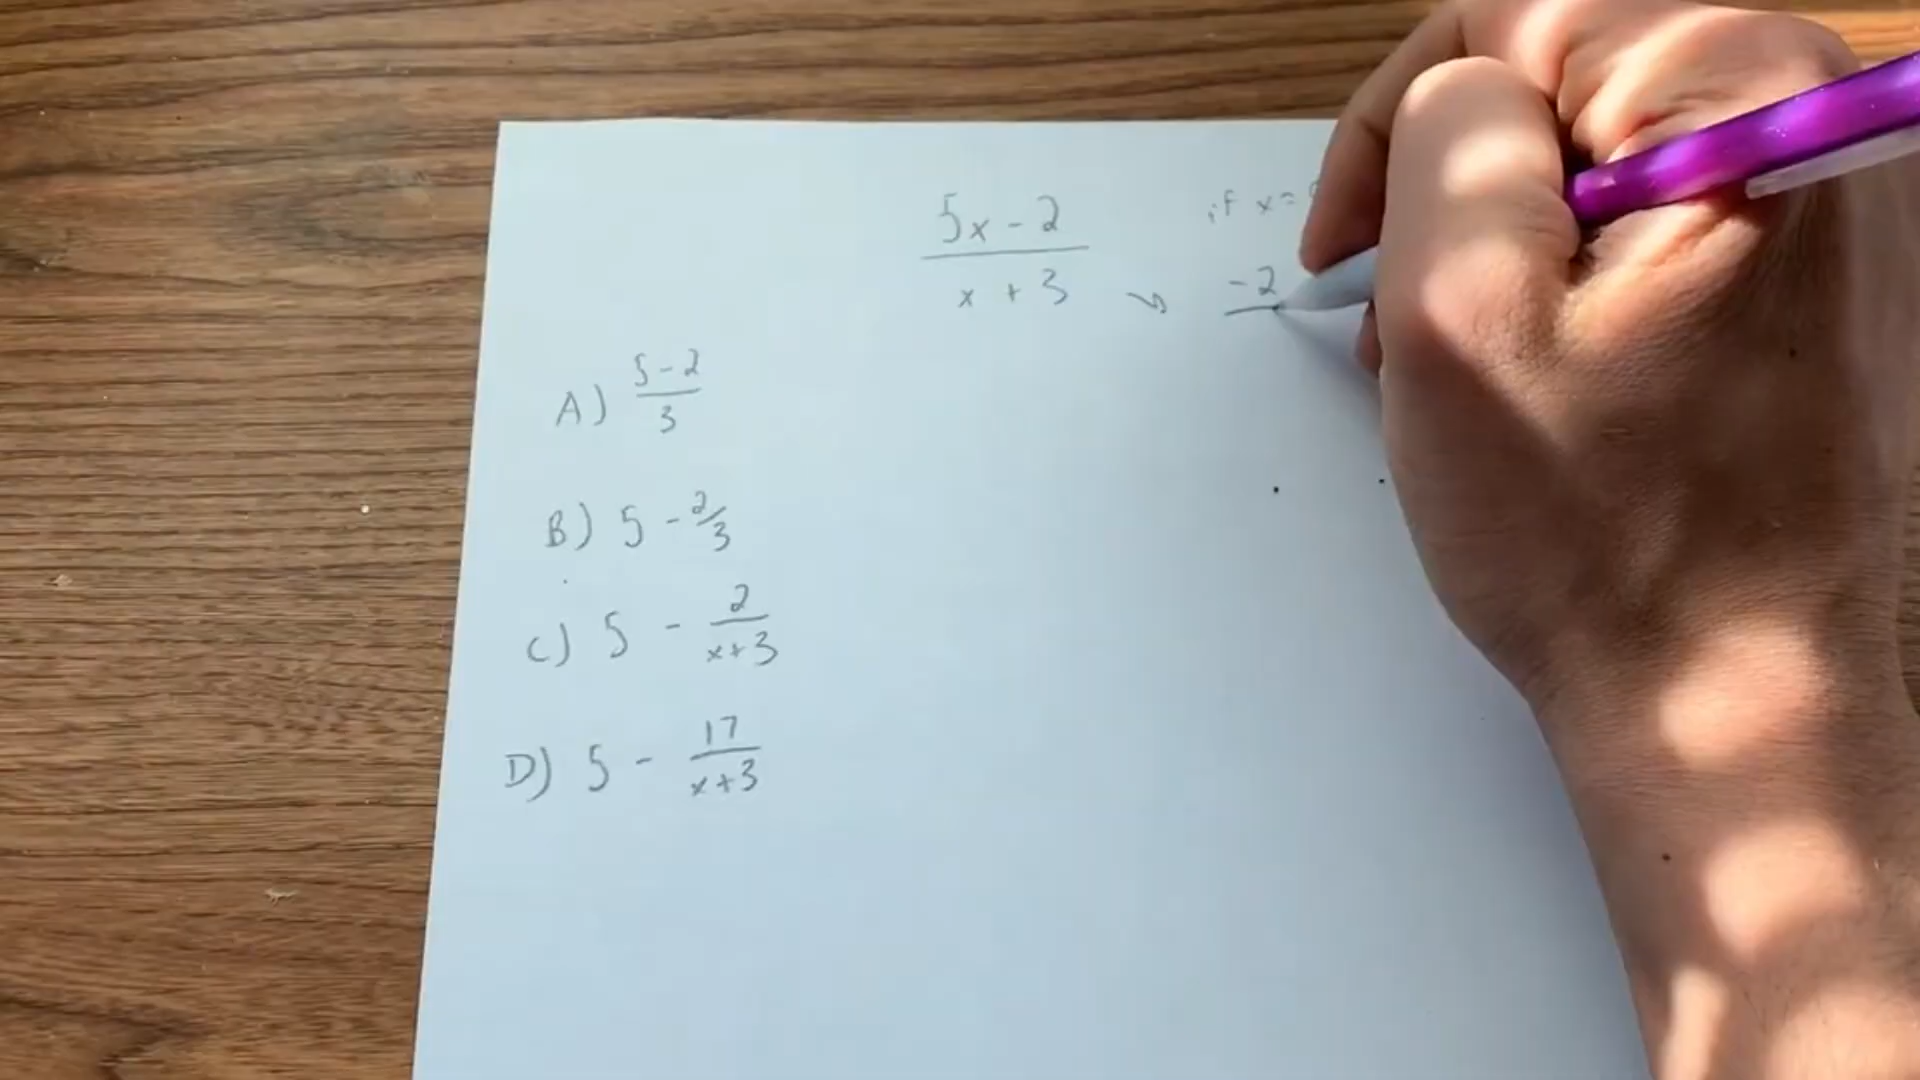 5x - 2
x + 3
if x =
-2
A) 5 - 2
3
B) 5 - 2/3
C) 5 - 2
x + 3
D) 5 - 17
x + 3